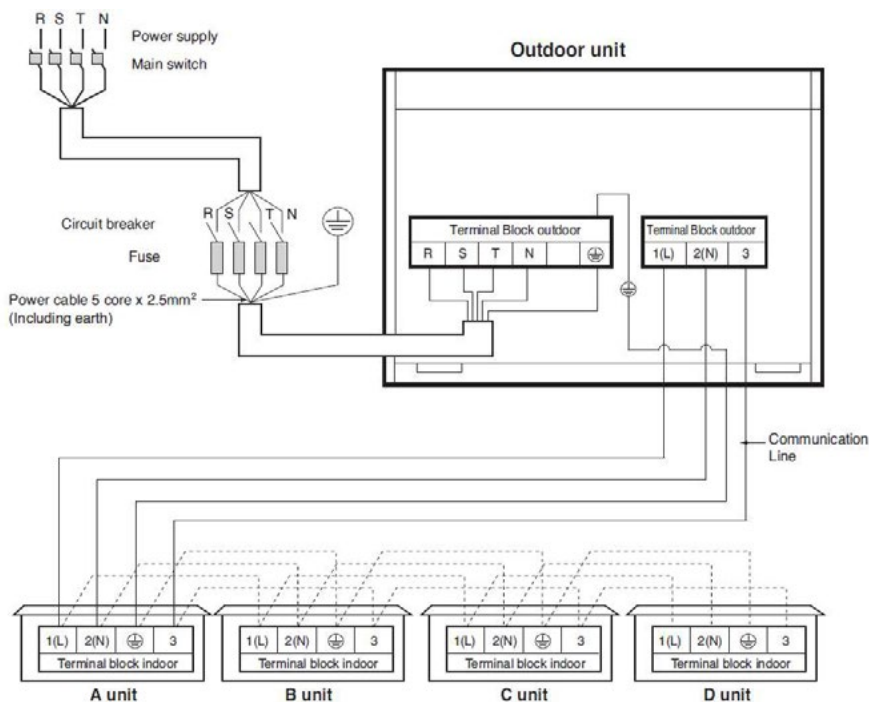 R S T N
Power supply
Main switch
Outdoor unit
R S T N
Circuit breaker
Fuse
Power cable 5 core x 2.5mm²
(Including earth)
Terminal Block outdoor
R S T N
Terminal Block outdoor
1(L) 2(N) 3
Communication
Line
1(L) 2(N) 3
Terminal block indoor
A unit
1(L) 2(N) 3
Terminal block indoor
B unit
1(L) 2(N) 3
Terminal block indoor
C unit
1(L) 2(N) 3
Terminal block indoor
D unit